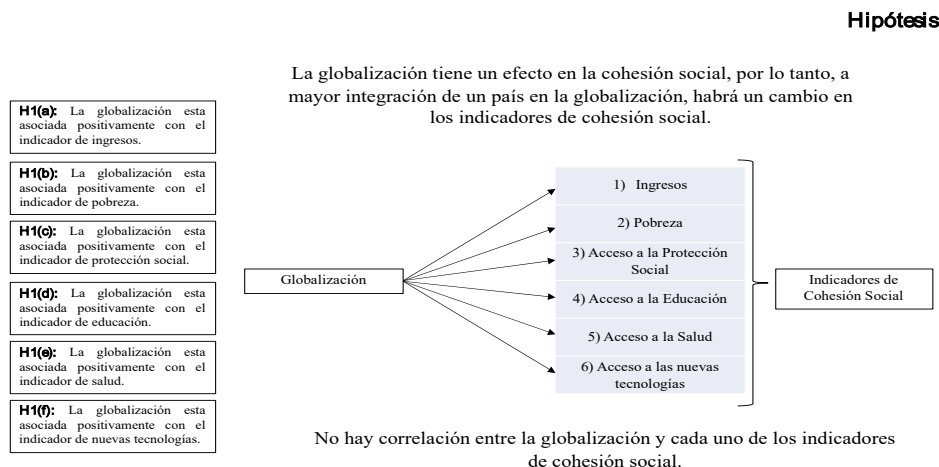 Hipótesis
La globalización tiene un efecto en la cohesión social, por lo tanto, a
mayor integración de un país en la globalización, habrá un cambio en
los indicadores de cohesión social.
H1(a): La globalización esta
asociada positivamente con el
indicador de ingresos.
H1(b): La globalización esta
asociada positivamente con el
indicador de pobreza.
H1(c): La globalización esta
asociada positivamente con el
indicador de protección social.
H1(d): La globalización esta
asociada positivamente con el
indicador de educación.
H1(e): La globalización esta
asociada positivamente con el
indicador de salud.
H1(f): La globalización esta
asociada positivamente con el
indicador de nuevas tecnologías.
Globalización
1) Ingresos
2) Pobreza
3) Acceso a la Protección
Social
4) Acceso a la Educación
5) Acceso a la Salud
6) Acceso a las nuevas
tecnologías
Indicadores de
Cohesión Social
No hay correlación entre la globalización y cada uno de los indicadores
de cohesión social.